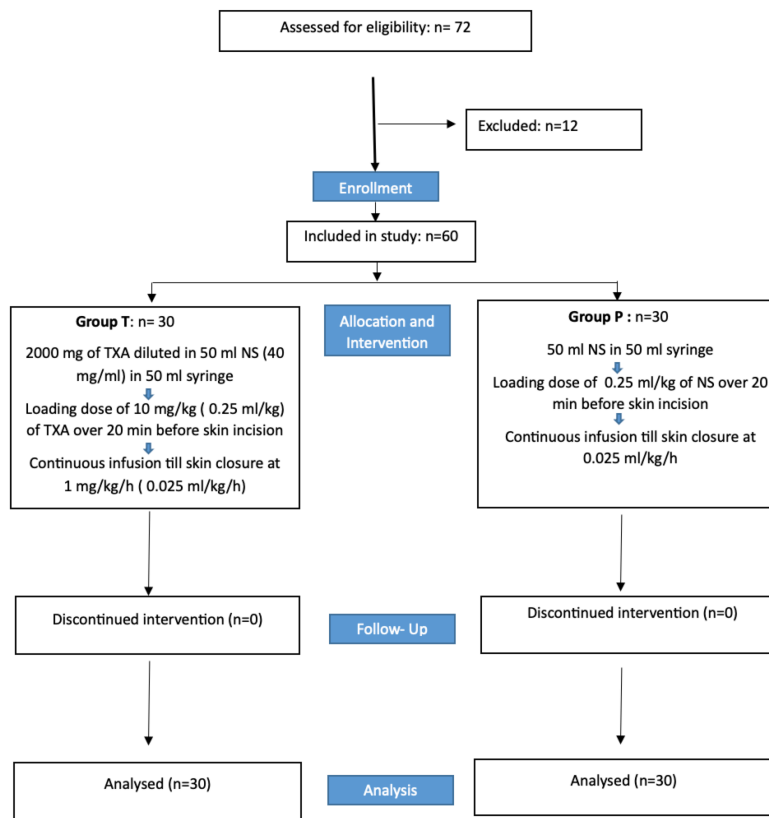 Assessed for eligibility: n= 72
Excluded: n=12
Enrollment
Included in study: n=60
Group T: n= 30
2000 mg of TXA diluted in 50 ml NS (40
mg/ml) in 50 ml syringe
Loading dose of 10 mg/kg ( 0.25 ml/kg)
of TXA over 20 min before skin incision
Continuous infusion till skin closure at
1 mg/kg/h ( 0.025 ml/kg/h)
Allocation and
Intervention
Group P : n=30
50 ml NS in 50 ml syringe
Loading dose of 0.25 ml/kg of NS over 20
min before skin incision
Continuous infusion till skin closure at
0.025 ml/kg/h
Discontinued intervention (n=0)
Follow- Up
Discontinued intervention (n=0)
Analysed (n=30)
Analysis
Analysed (n=30)